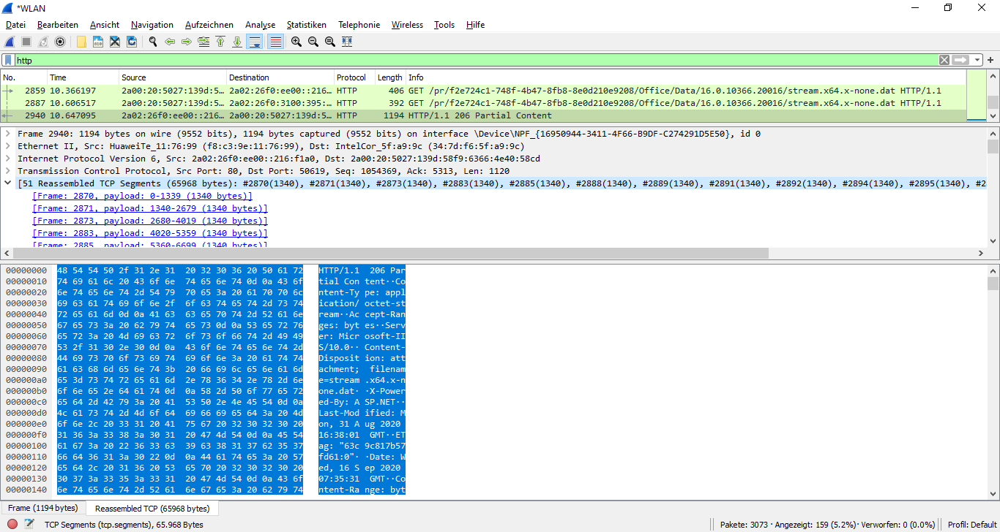 *WLAN
Datei Bearbeiten Ansicht Navigation Aufzeichnen Analyse Statistiken Telephonie Wireless Tools Hilfe
http
No. Time Source Destination Protocol Length Info
2859 10.366197 2a00:20:5027:139d:5… 2a02:26f0:ee00::216… HTTP 406 GET /pr/f2e724c1-748f-4b47-8fb8-8e0d210e9208/Office/Data/16.0.10366.20016/stream.x64.x-none.dat HTTP/1.1
2887 10.606517 2a00:20:5027:139d:5… 2a02:26f0:3100:395:… HTTP 392 GET /pr/f2e724c1-748f-4b47-8fb8-8e0d210e9208/Office/Data/16.0.10366.20016/stream.x64.x-none.dat HTTP/1.1
2940 10.647095 2a02:26f0:ee00::216… 2a00:20:5027:139d:5… HTTP 1194 HTTP/1.1 206 Partial Content
Frame 2940: 1194 bytes on wire (9552 bits), 1194 bytes captured (9552 bits) on interface \Device\NPF_{16950944-3411-4F66-B9DF-C274291D5E50}, id 0
Ethernet II, Src: HuaweiTe_11:76:99 (f8:c3:9e:11:76:99), Dst: IntelCor_5f:a9:9c (34:7d:f6:5f:a9:9c)
Internet Protocol Version 6, Src: 2a02:26f0:ee00::216:f1a0, Dst: 2a00:20:5027:139d:58f9:6366:4e40:58cd
Transmission Control Protocol, Src Port: 80, Dst Port: 50619, Seq: 1054369, Ack: 5313, Len: 1120
[51 Reassembled TCP Segments (65968 bytes): #2870(1340), #2871(1340), #2873(1340), #2883(1340), #2885(1340), #2888(1340), #2889(1340), #2891(1340), #2892(1340), #2894(1340), #2895(1340), #2
[Frame: 2870, payload: 0-1339 (1340 bytes)]
[Frame: 2871, payload: 1340-2679 (1340 bytes)]
[Frame: 2873, payload: 2680-4019 (1340 bytes)]
[Frame: 2883, payload: 4020-5359 (1340 bytes)]
[Frame: 2885, payload: 5360-6699 (1340 bytes)]
00000000 48 54 54 50 2f 31 2e 31 20 32 30 36 20 50 61 72 HTTP/1.1 206 Par
00000010 74 69 61 6c 20 43 6f 6e 74 65 6e 74 0d 0a 43 6f tial Con tent··Co
00000020 6e 74 65 6e 74 2d 54 79 70 65 3a 20 61 70 70 6c ntent-Ty pe: appl
00000030 69 63 61 74 69 6f 6e 2f 6f 63 74 65 74 2d 73 74 ication/ octet-st
00000040 72 65 61 6d 0d 0a 41 63 63 65 70 74 2d 52 61 6e ream··Ac cept-Ran
00000050 67 65 73 3a 20 62 79 74 65 73 0d 0a 53 65 72 76 ges: byt es··Serv
00000060 65 72 3a 20 4d 69 63 72 6f 73 6f 66 74 2d 49 49 er: Micr osoft-II
00000070 53 2f 31 30 2e 30 0d 0a 43 6f 6e 74 65 6e 74 2d S/10.0·· Content-
00000080 44 69 73 70 6f 73 69 74 69 6f 6e 3a 20 61 74 74 Disposit ion: att
00000090 61 63 68 6d 65 6e 74 3b 20 66 69 6c 65 6e 61 6d achment; filenam
000000a0 65 3d 73 74 72 65 61 6d 2e 78 36 34 2e 78 2d 6e e=stream .x64.x-n
000000b0 6f 6e 65 2e 64 61 74 0d 0a 58 2d 50 6f 77 65 72 one.dat· ·X-Power
000000c0 65 64 2d 42 79 3a 20 41 53 50 2e 4e 45 54 0d 0a ed-By: A SP.NET··
000000d0 4c 61 73 74 2d 4d 6f 64 69 66 69 65 64 3a 20 4d Last-Mod ified: M
000000e0 6f 6e 2c 20 33 31 20 41 75 67 20 32 30 32 30 20 on, 31 A ug 2020
000000f0 31 36 3a 33 38 3a 30 31 20 47 4d 54 0d 0a 45 54 16:38:01 GMT··ET
00000100 61 67 3a 20 22 36 33 63 39 63 38 31 37 62 35 37 ag: "63c 9c817b57
00000110 66 64 36 31 3a 30 22 0d 0a 44 61 74 65 3a 20 57 fd61:0"· ·Date: W
00000120 65 64 2c 20 31 36 20 53 65 70 20 32 30 32 30 20 ed, 16 S ep 2020
00000130 30 37 3a 33 35 3a 33 31 20 47 4d 54 0d 0a 43 6f 07:35:31 GMT··Co
00000140 6e 74 65 6e 74 2d 52 61 6e 67 65 3a 20 62 79 74 ntent-Ra nge: byt
Frame (1194 bytes) Reassembled TCP (65968 bytes)
TCP Segments (tcp.segments), 65.968 Bytes Pakete: 3073 · Angezeigt: 159 (5.2%) · Verworfen: 0 (0.0%) Profil: Default